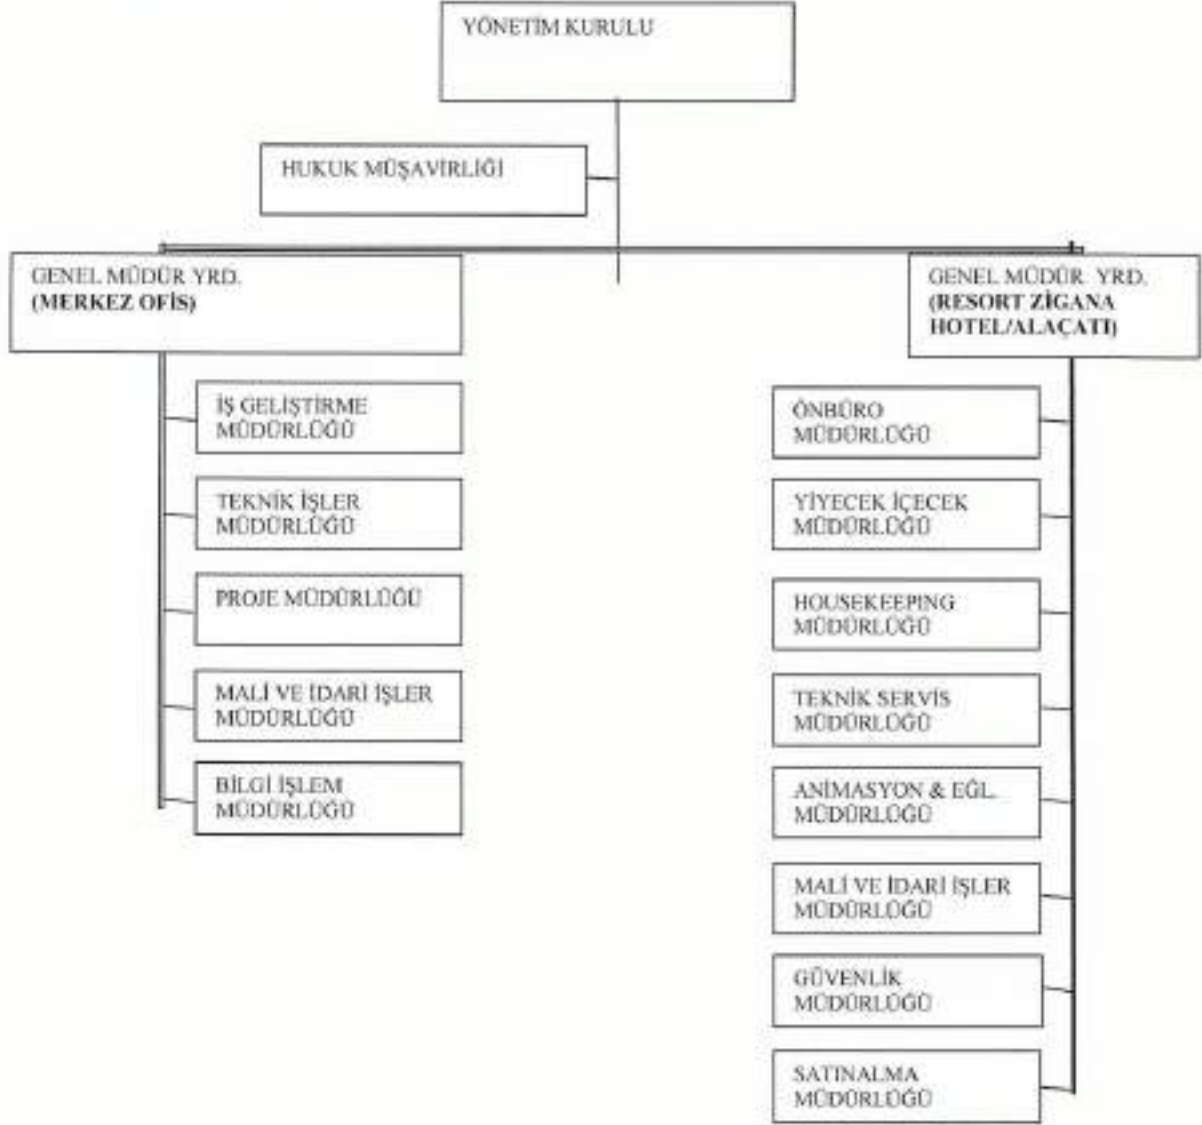 YÖNETİM KURULU
HUKUK MÜŞAVİRLİĞİ
GENEL MÜDÜR YRD.
(MERKEZ OFİS)
İŞ GELİŞTİRME
MÜDÜRLÜĞÜ
TEKNİK İŞLER
MÜDÜRLÜĞÜ
PROJE MÜDÜRLÜĞÜ
MALİ VE İDARİ İŞLER
MÜDÜRLÜĞÜ
BİLGİ İŞLEM
MÜDÜRLÜĞÜ
GENEL MÜDÜR YRD.
(RESORT ZİGANA
HOTEL/ALAÇATI)
ÖNBÜRO
MÜDÜRLÜĞÜ
YİYECEK İÇECEK
MÜDÜRLÜĞÜ
HOUSEKEEPING
MÜDÜRLÜĞÜ
TEKNİK SERVİS
MÜDÜRLÜĞÜ
ANİMASYON & EĞL.
MÜDÜRLÜĞÜ
MALİ VE İDARİ İŞLER
MÜDÜRLÜĞÜ
GÜVENLİK
MÜDÜRLÜĞÜ
SATINALMA
MÜDÜRLÜĞÜ